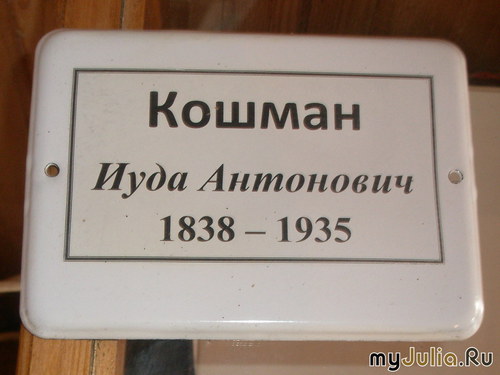 Кошман
Иуда Антонович
1838 – 1935
myJulia.Ru